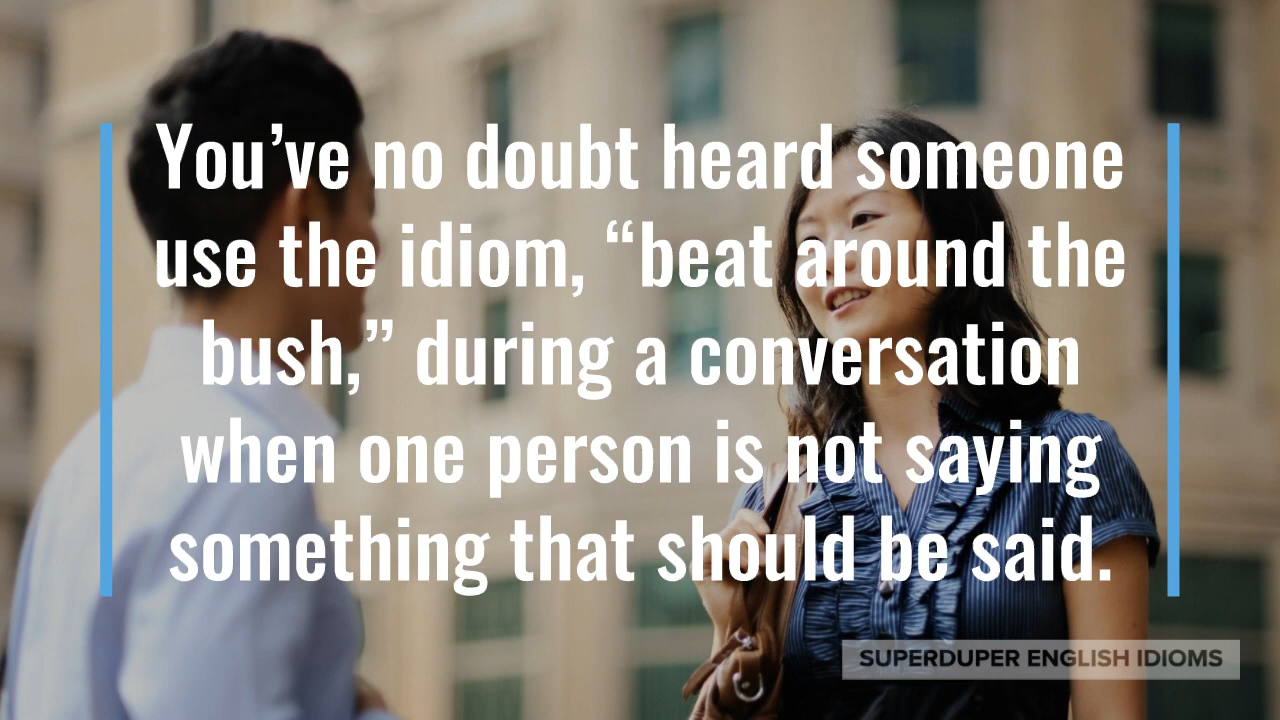 You’ve no doubt heard someone
use the idiom, “beat around the
bush,” during a conversation
when one person is not saying
something that should be said.
SUPERDUPER ENGLISH IDIOMS